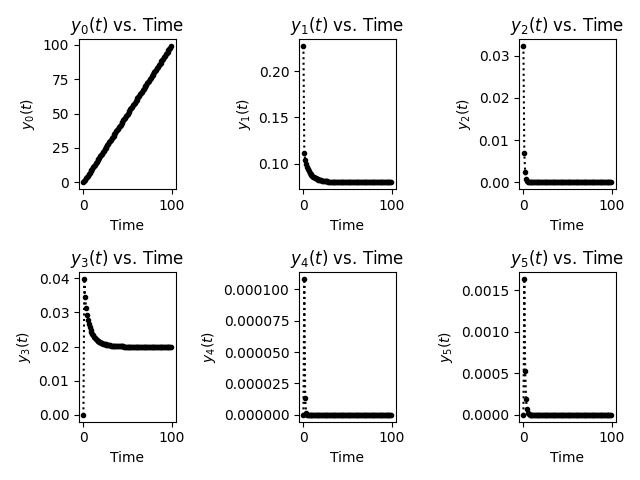 y₀(t) vs. Time
y₁(t) vs. Time
y₂(t) vs. Time
100
75
50
25
0
y₀(t)
0 100
Time
0.20
0.15
0.10
y₁(t)
0 100
Time
0.03
0.02
0.01
0.00
y₂(t)
0 100
Time
y₃(t) vs. Time
y₄(t) vs. Time
y₅(t) vs. Time
0.04
0.03
0.02
0.01
0.00
y₃(t)
0 100
Time
0.000100
0.000075
0.000050
0.000025
0.000000
y₄(t)
0 100
Time
0.0015
0.0010
0.0005
0.0000
y₅(t)
0 100
Time